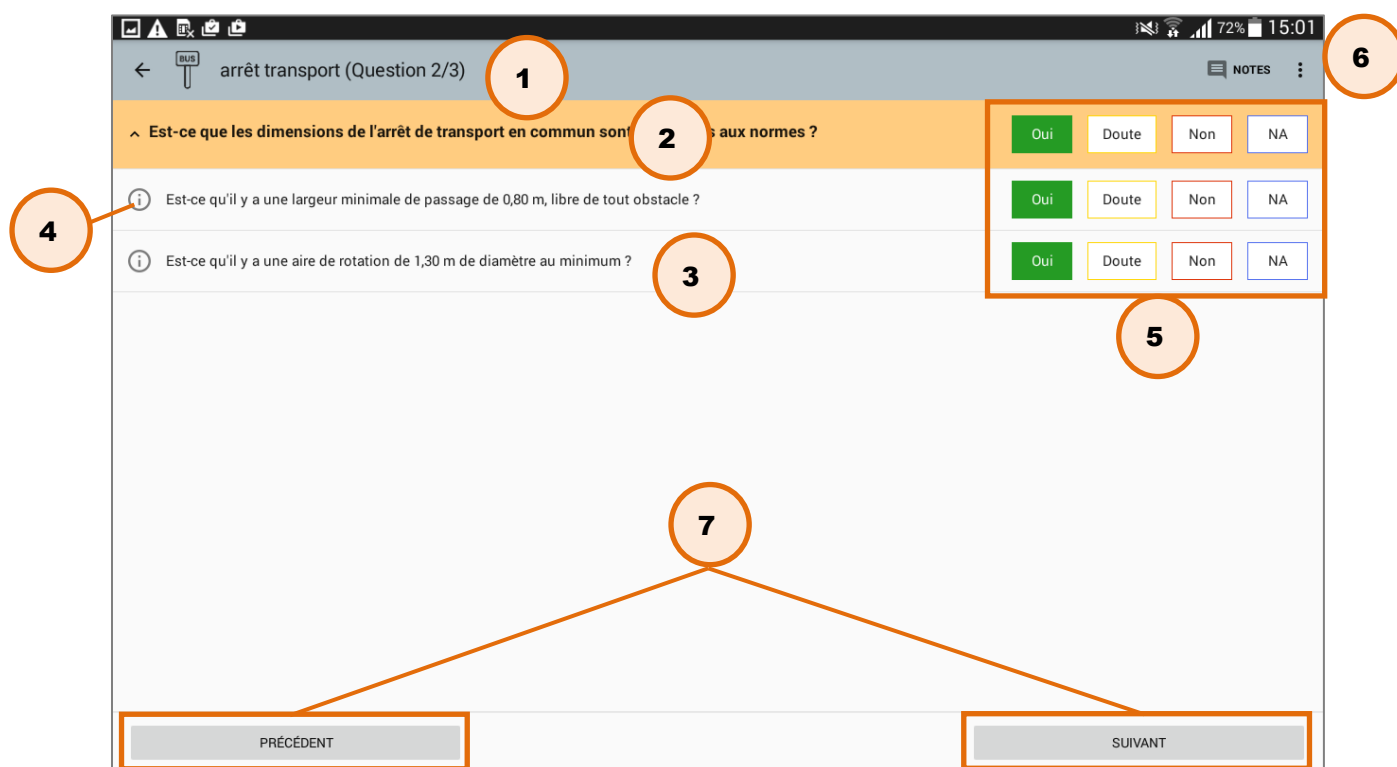 72% 15:01
BUS
arrêt transport (Question 2/3)
1
NOTES
6
Est-ce que les dimensions de l'arrêt de transport en commun sont
2
aux normes ?
Oui Doute Non NA
4
Est-ce qu'il y a une largeur minimale de passage de 0,80 m, libre de tout obstacle ?
Oui Doute Non NA
Est-ce qu'il y a une aire de rotation de 1,30 m de diamètre au minimum ?
3
Oui Doute Non NA
5
7
PRÉCÉDENT
SUIVANT